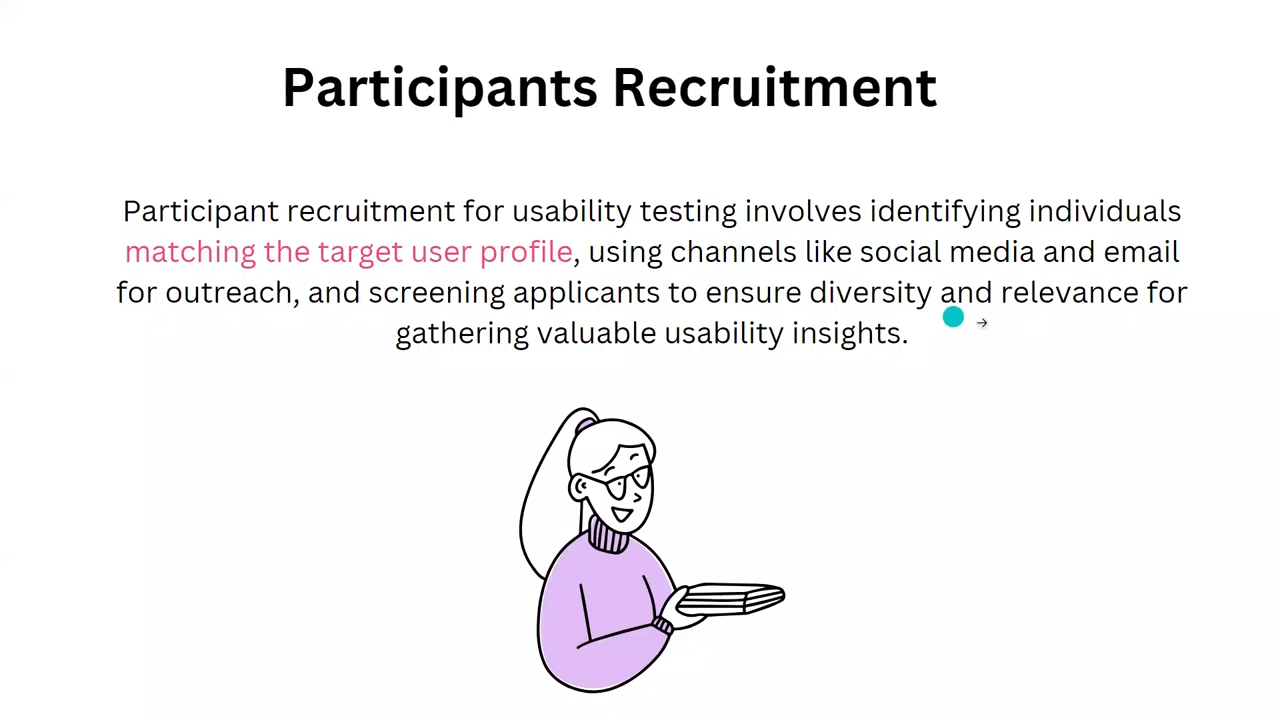 Participants Recruitment
Participant recruitment for usability testing involves identifying individuals
matching the target user profile, using channels like social media and email
for outreach, and screening applicants to ensure diversity and relevance for
gathering valuable usability insights.